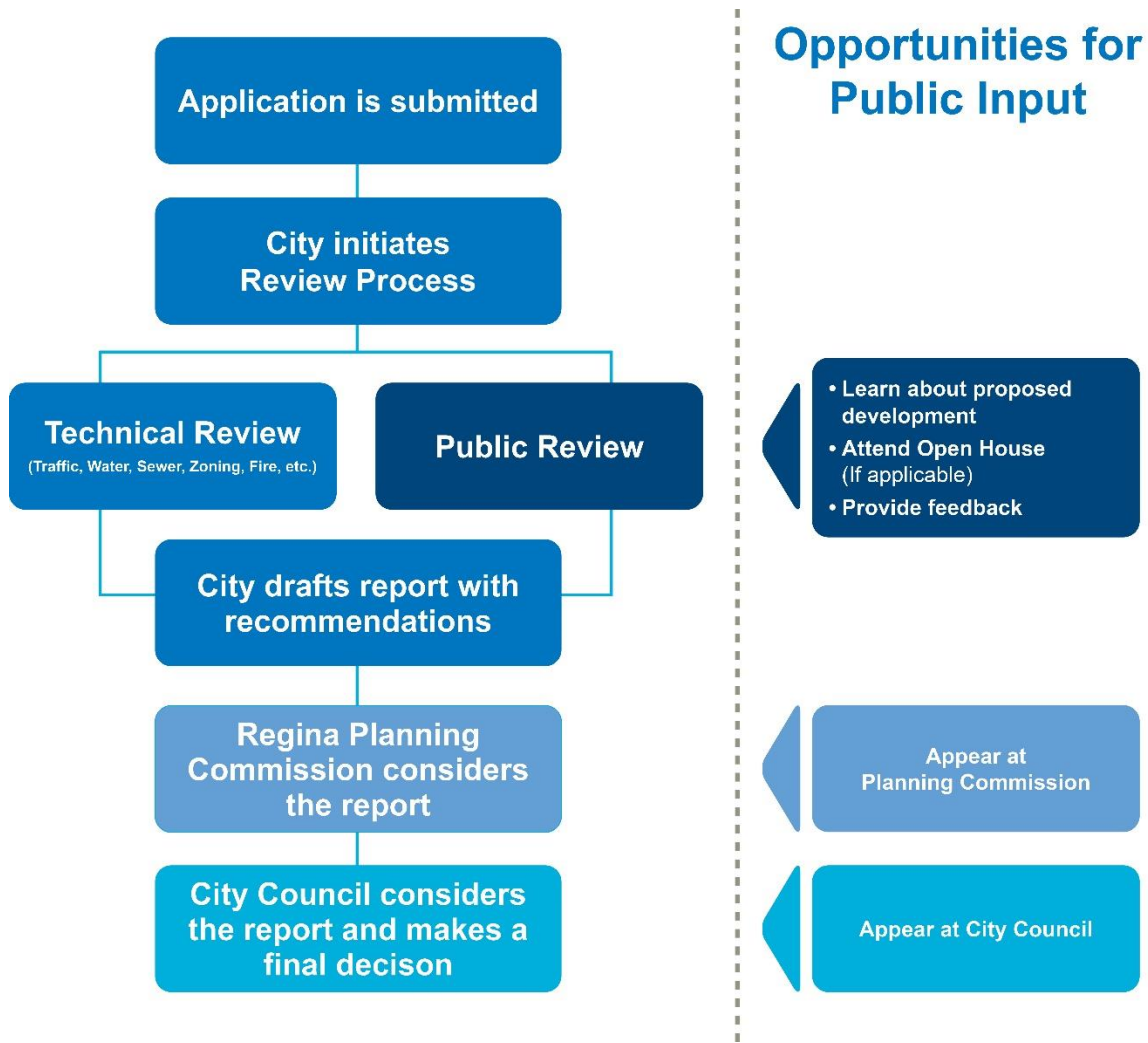 Opportunities for
Public Input
Application is submitted
City initiates
Review Process
Technical Review
(Traffic, Water, Sewer, Zoning, Fire, etc.)
Public Review
• Learn about proposed
development
• Attend Open House
(If applicable)
• Provide feedback
City drafts report with
recommendations
Regina Planning
Commission considers
the report
Appear at
Planning Commission
City Council considers
the report and makes a
final decison
Appear at City Council